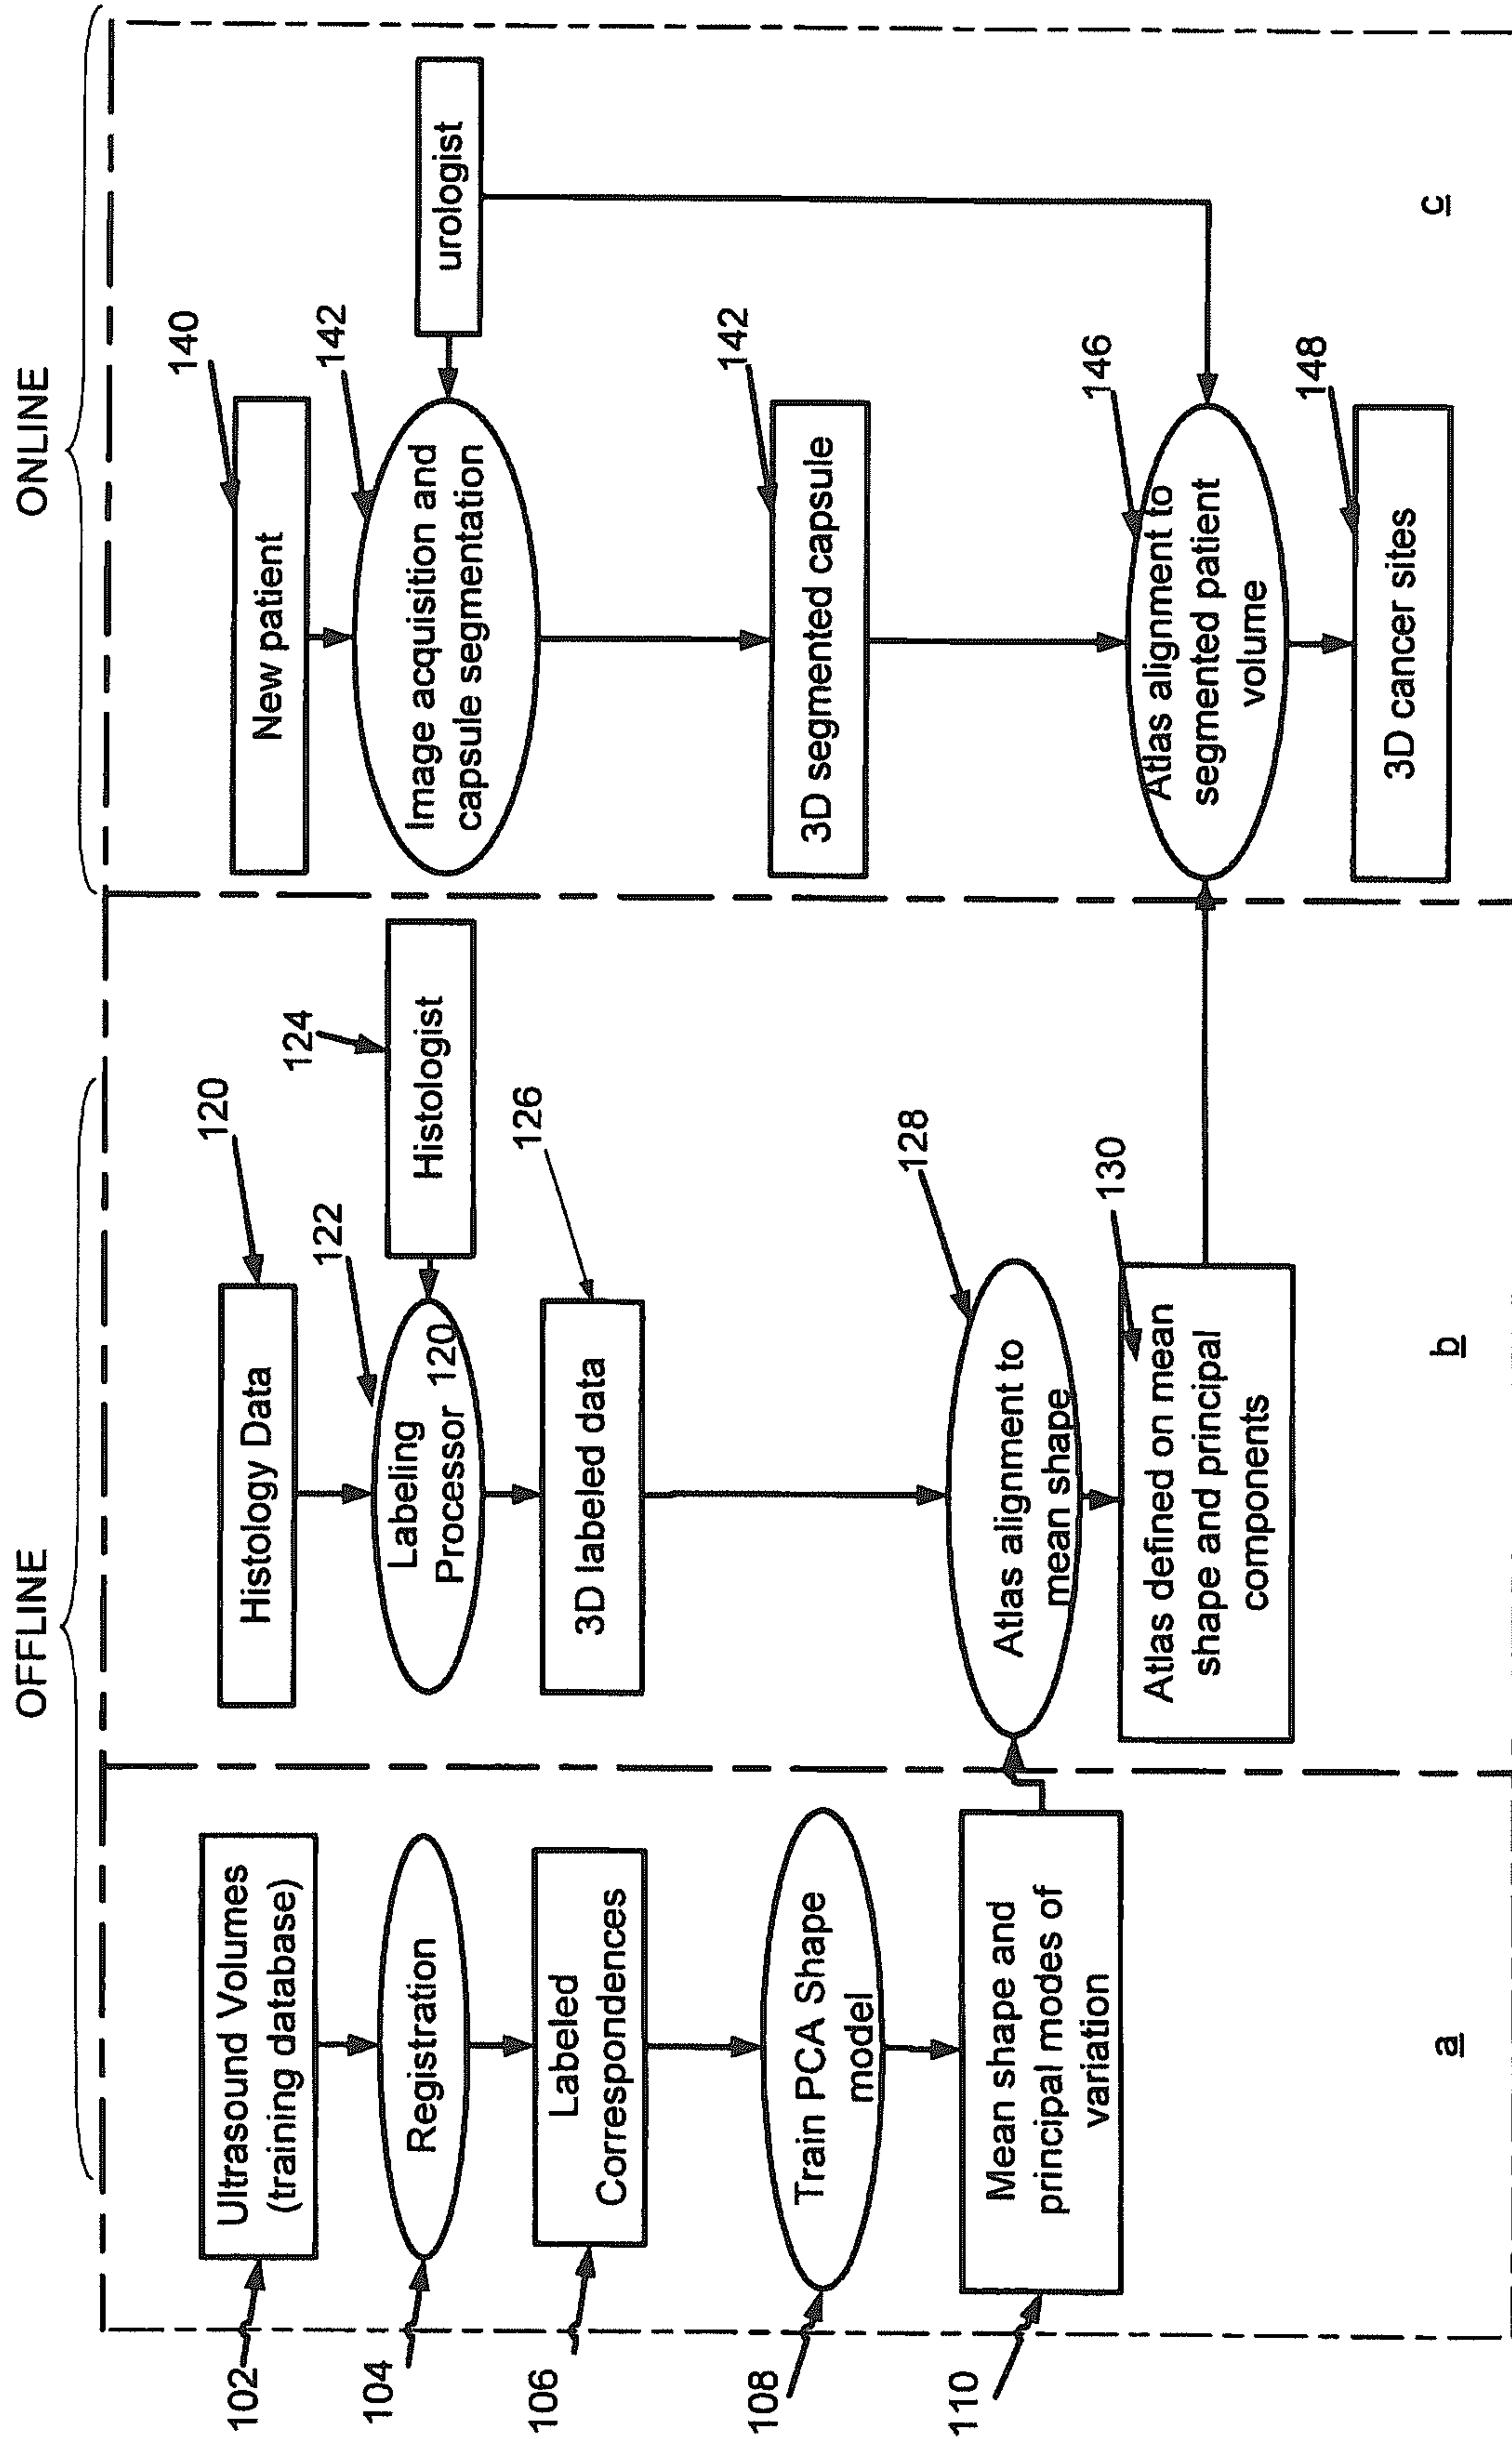 OFFLINE
ONLINE
102
Ultrasound Volumes
(training database)
104
Registration
106
Labeled
Correspondences
108
Train PCA Shape
model
110
Mean shape and
principal modes of
variation
a
120
Histology Data
122
Labeling
Processor 120
124
Histologist
126
3D labeled data
128
Atlas alignment to
mean shape
130
Atlas defined on mean
shape and principal
components
b
140
New patient
142
Image acquisition and
capsule segmentation
urologist
142
3D segmented capsule
146
Atlas alignment to
segmented patient
volume
148
3D cancer sites
c